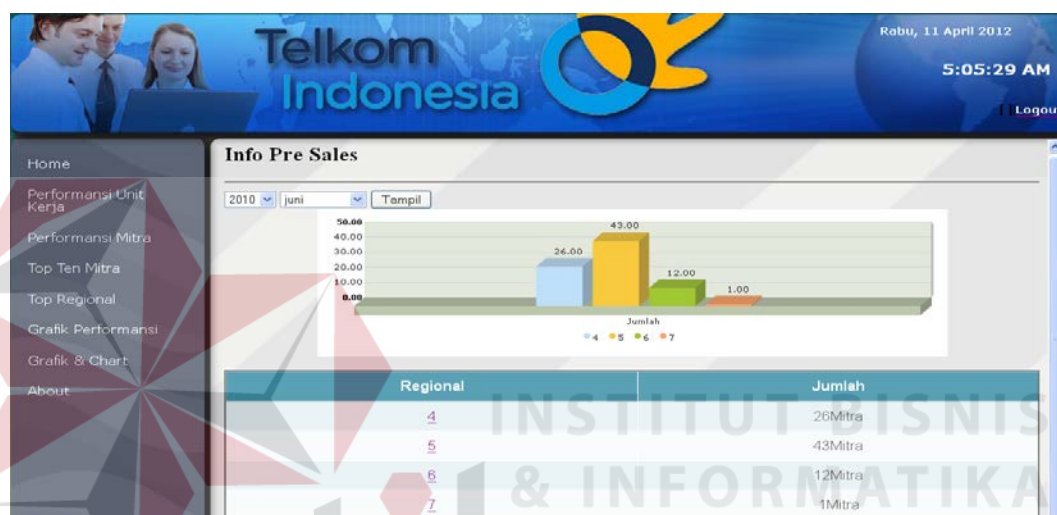 Telkom
Indonesia
Rabu, 11 April 2012
5:05:29 AM
| |Logou
Home
Performansi Unit
Kerja
Performansi Mitra
Top Ten Mitra
Top Regional
Grafik Performansi
Grafik & Chart
About
Info Pre Sales
2010 juni Tampil
50.00
40.00
30.00
20.00
10.00
0.00
26.00
43.00
12.00
1.00
Jumlah
4 5 6 7
Regional Jumlah
4 26Mitra
5 43Mitra
6 12Mitra
7 1Mitra
INSTITUT BISNIS
& INFORMATIKA